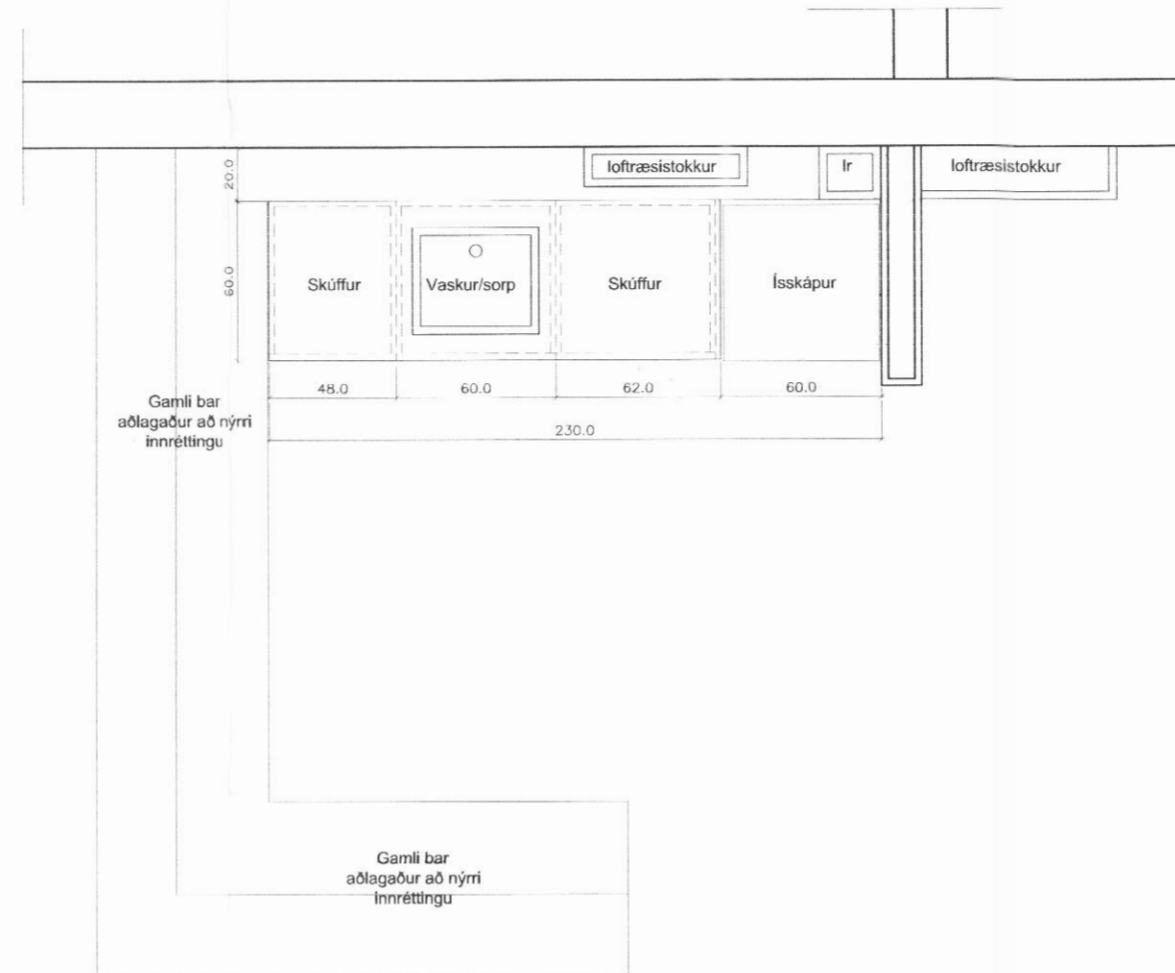 loftræsistokkur
lr
loftræsistokkur
20.0
60.0
Skúffur
Vaskur/sorp
Skúffur
Ísskápur
48.0
60.0
62.0
60.0
230.0
Gamli bar
aðlagaður að nýrri
innréttingu
Gamli bar
aðlagaður að nýrri
innréttingu